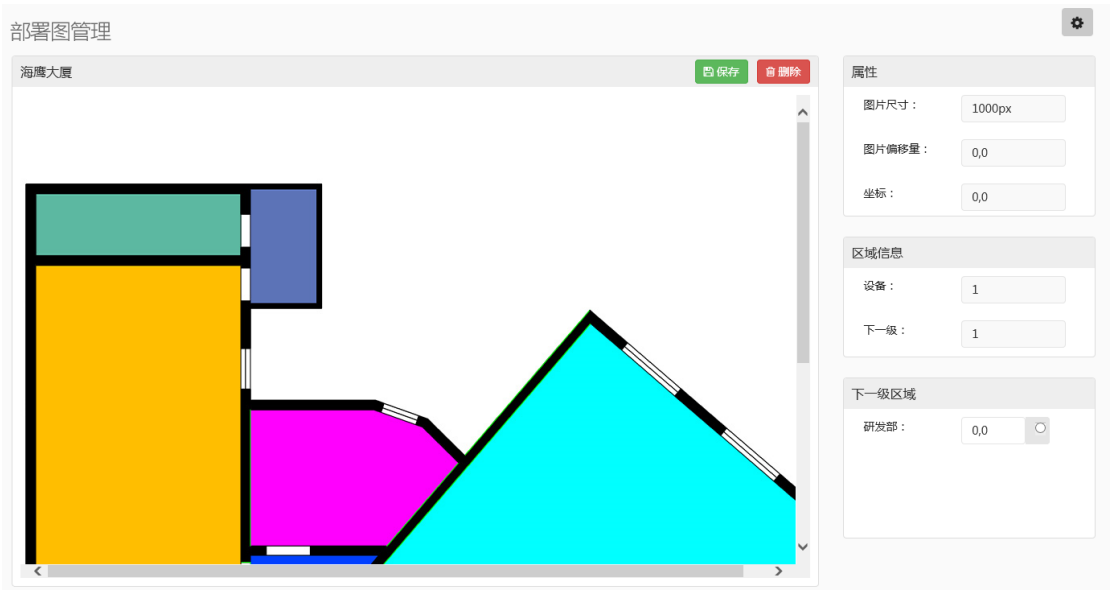 部署图管理
海鹰大厦
保存 删除
属性
图片尺寸： 1000px
图片偏移量： 0,0
坐标： 0,0
区域信息
设备： 1
下一级： 1
下一级区域
研发部： 0,0